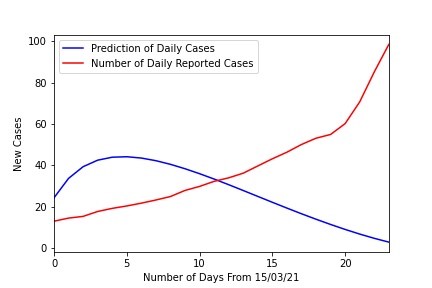 Prediction of Daily Cases
Number of Daily Reported Cases
100
80
60
40
20
0
New Cases
0 5 10 15 20
Number of Days From 15/03/21